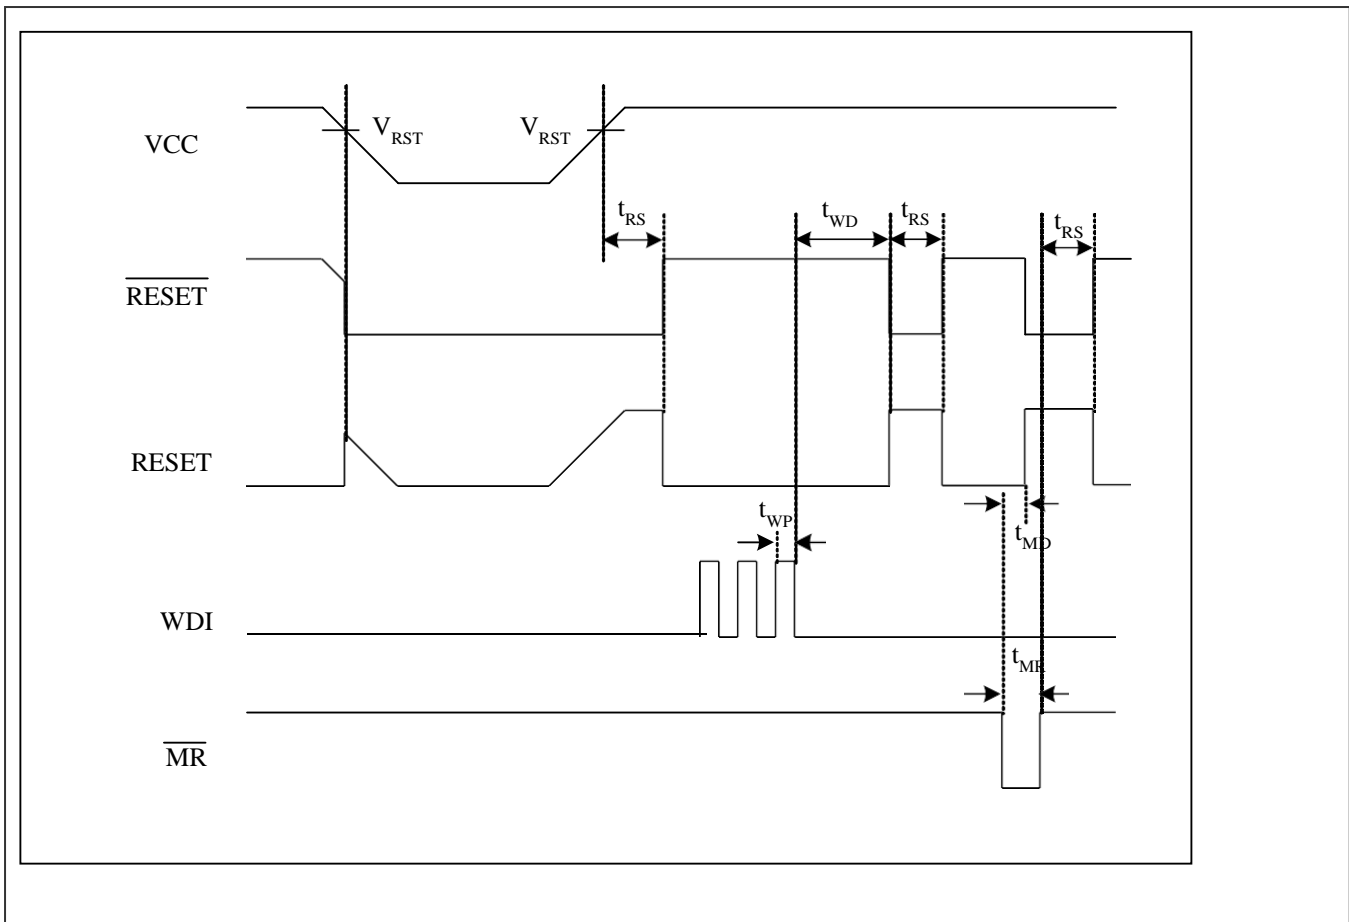 VCC
V_RST V_RST
t_RS t_WD t_RS t_RS
RESET
RESET
t_WP
t_MD
WDI
t_MR
MR